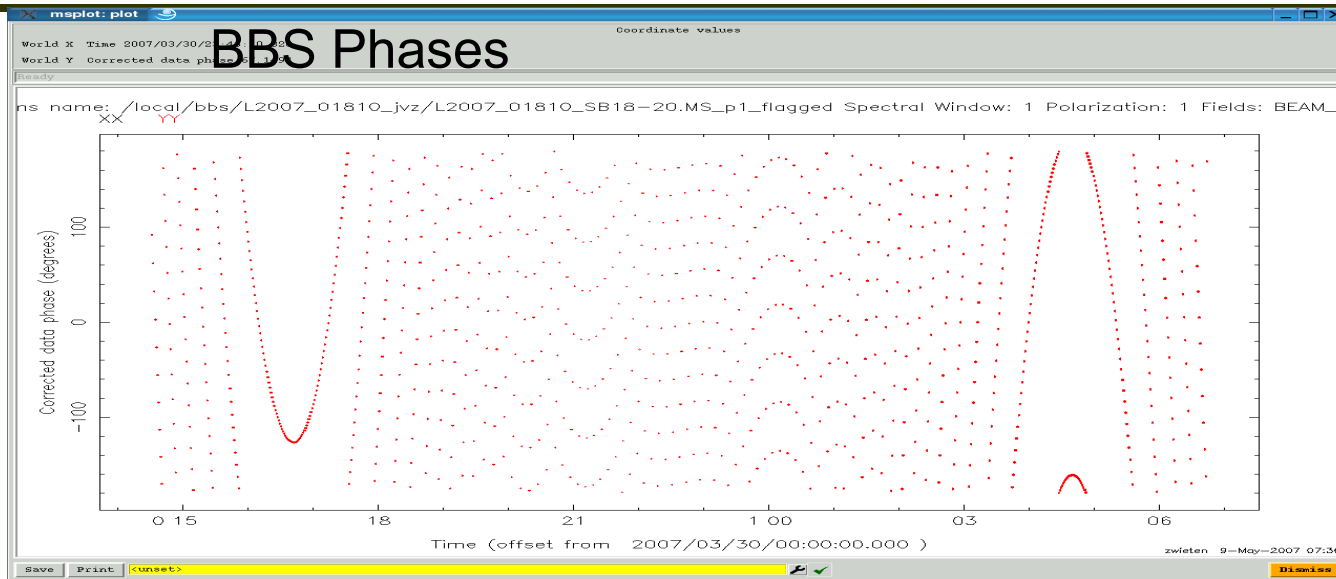 msplot: plot
Coordinate values
World X Time 2007/03/30/
World Y Corrected data
BBS Phases
Ready
ns name: /local/bbs/L2007_01810_jvz/L2007_01810_SB18-20.MS_p1_flagged Spectral Window: 1 Polarization: 1 Fields: BEAM_
XX YY
Corrected data phase (degrees)
100
0
-100
0 15 18 21 1 00 03 06
Time (offset from 2007/03/30/00:00:00.000 )
zwieten 9-May-2007 07:36
Save Print <unset> Dismiss